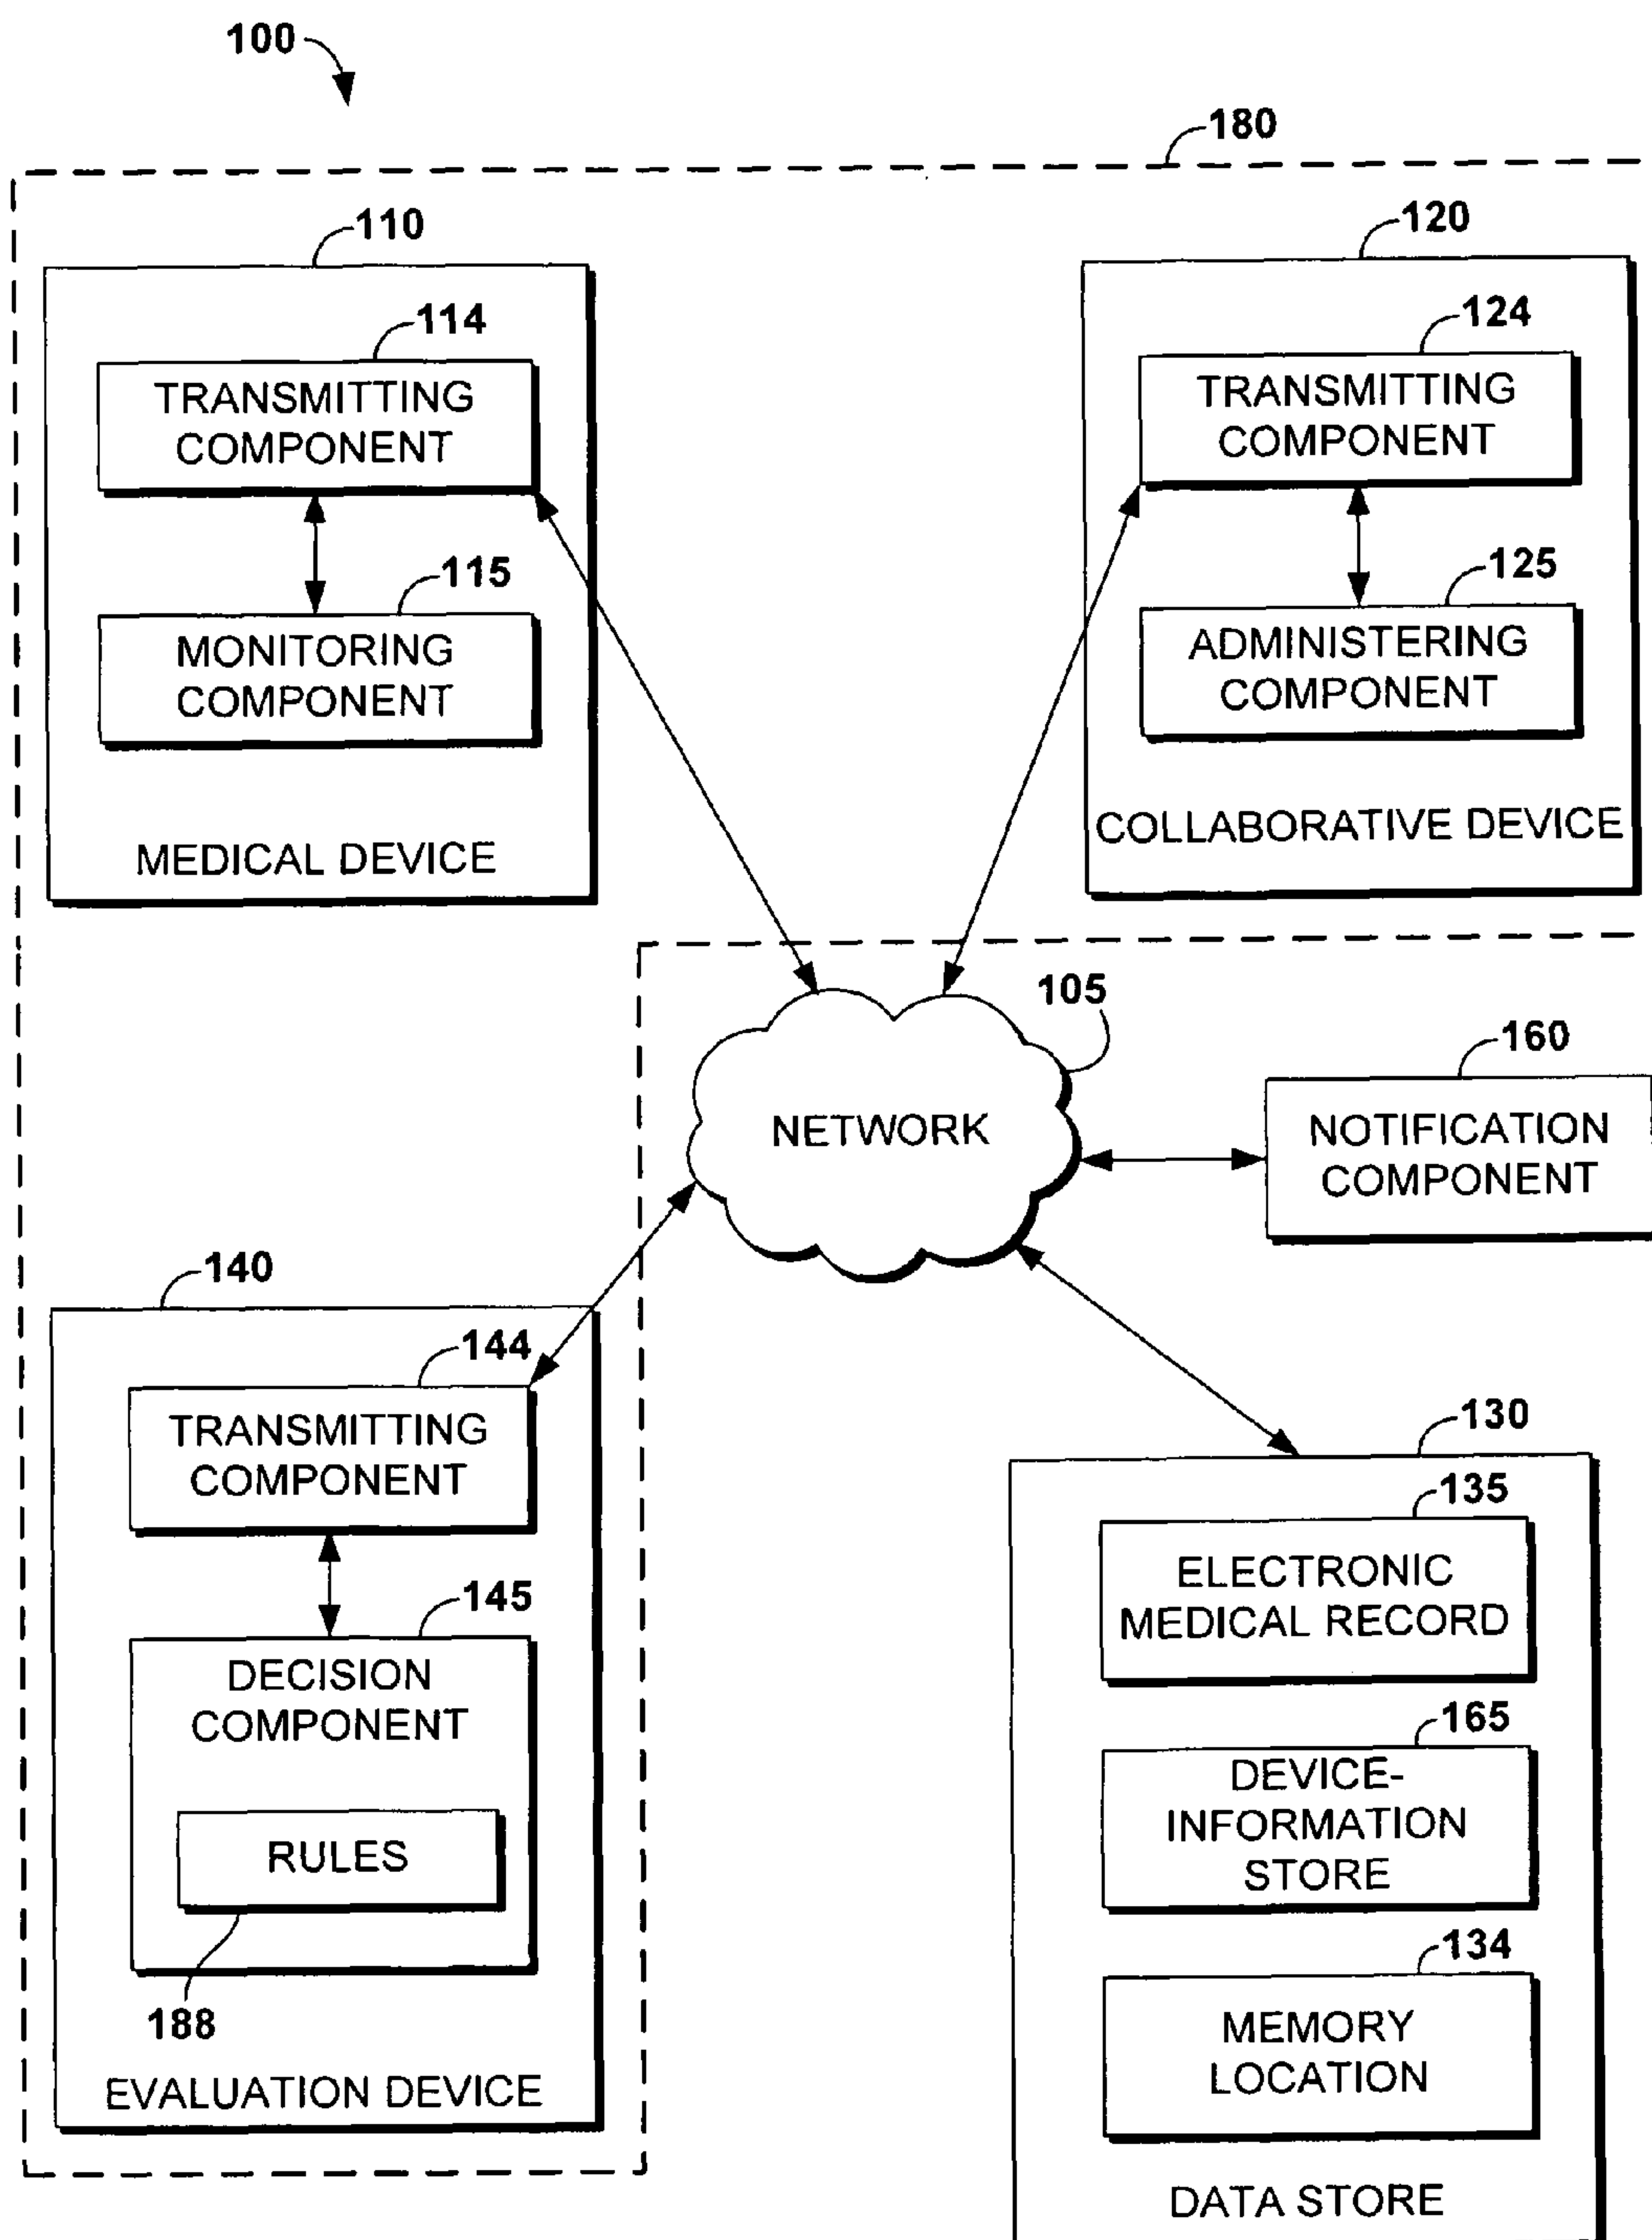 100
180
110
120
114
TRANSMITTING
COMPONENT
124
TRANSMITTING
COMPONENT
115
MONITORING
COMPONENT
125
ADMINISTERING
COMPONENT
MEDICAL DEVICE
COLLABORATIVE DEVICE
105
NETWORK
160
NOTIFICATION
COMPONENT
140
144
TRANSMITTING
COMPONENT
145
DECISION
COMPONENT
RULES
188
EVALUATION DEVICE
130
135
ELECTRONIC
MEDICAL RECORD
165
DEVICE-
INFORMATION
STORE
134
MEMORY
LOCATION
DATA STORE